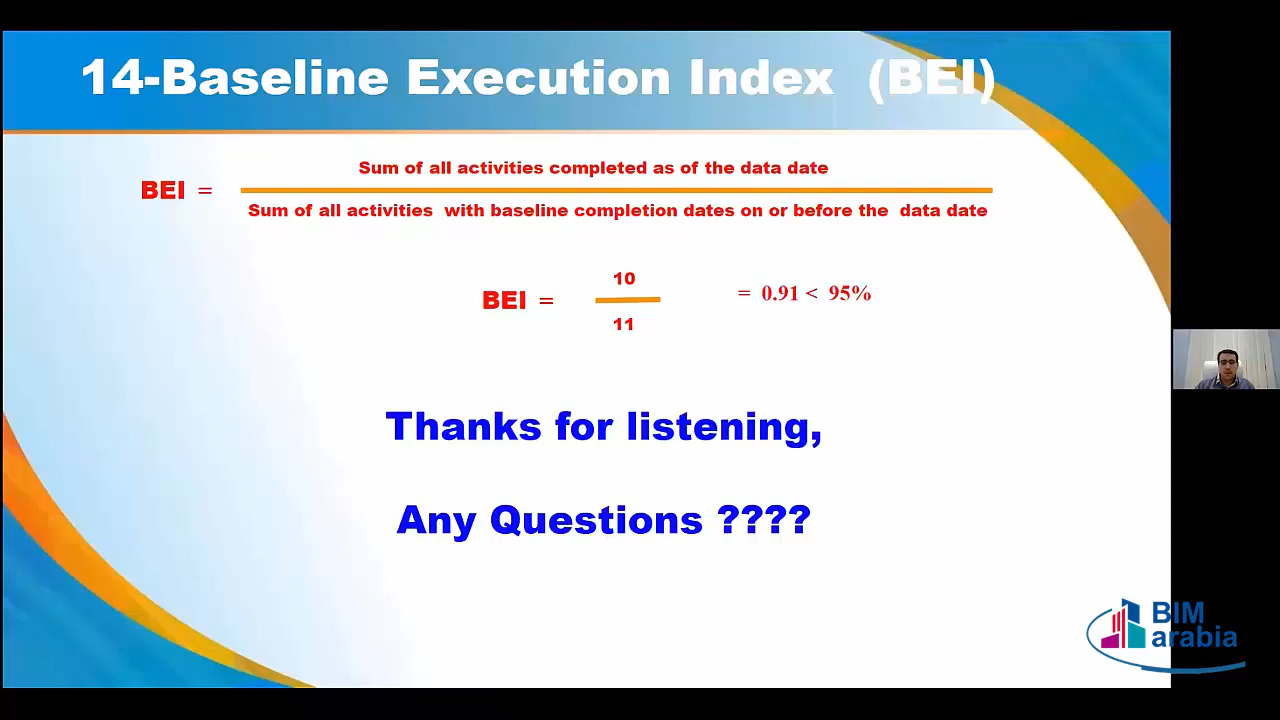 14-Baseline Execution Index (BEI)
Sum of all activities completed as of the data date
BEI =
Sum of all activities with baseline completion dates on or before the data date
10
BEI = = 0.91 < 95%
11
Thanks for listening,
Any Questions ????
BIM
arabia